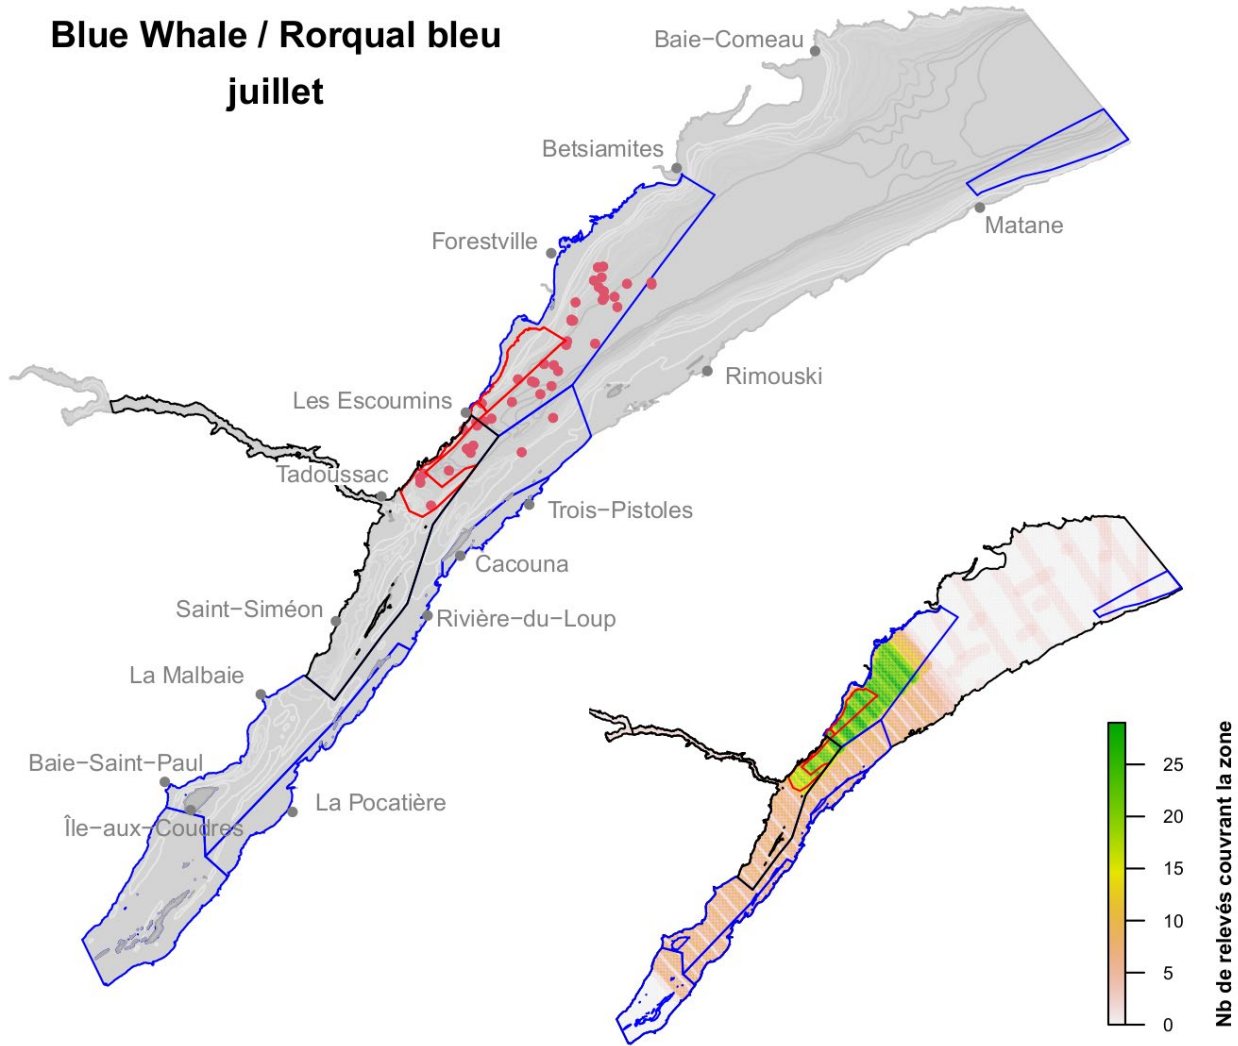 Blue Whale / Rorqual bleu
juillet
Baie−Comeau
Betsiamites
Matane
Forestville
Rimouski
Les Escoumins
Tadoussac
Trois−Pistoles
Cacouna
Saint−Siméon
Rivière−du−Loup
La Malbaie
Baie−Saint−Paul
La Pocatière
Île−aux−Coudres
25
20
15
10
5
0
Nb de relevés couvrant la zone